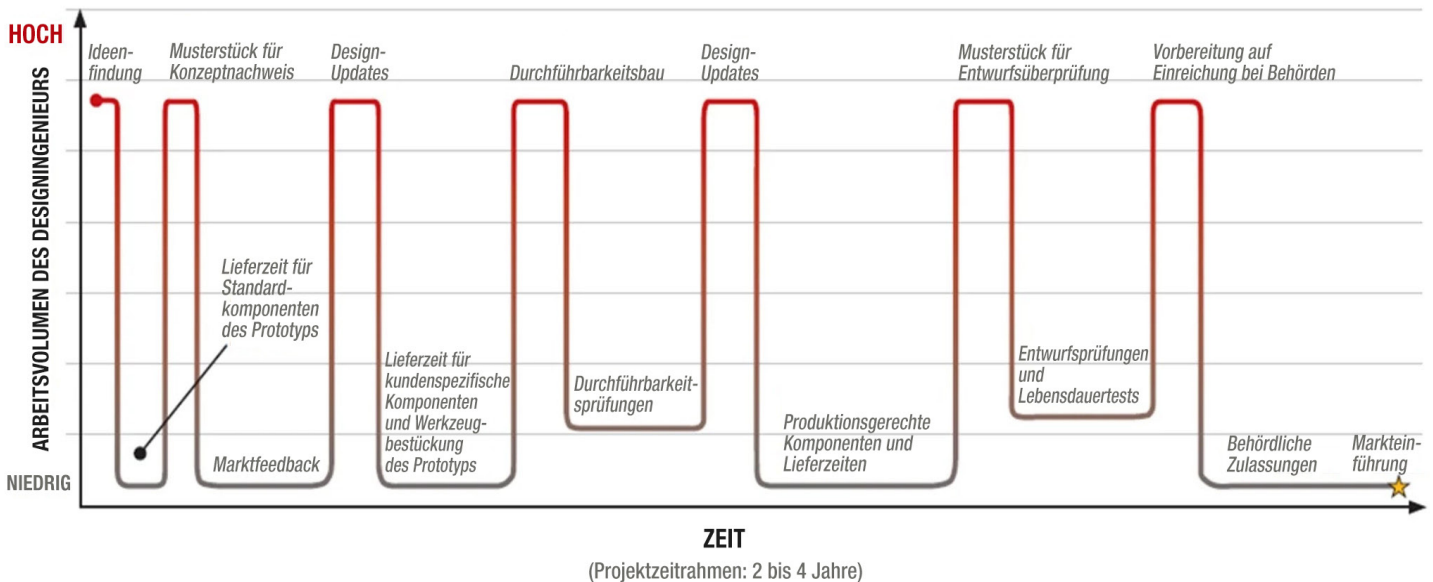 HOCH
ARBEITSVOLUMEN DES DESIGNINGENIEURS
NIEDRIG
Ideen-
findung
Musterstück für
Konzeptnachweis
Design-
Updates
Durchführbarkeitsbau
Design-
Updates
Musterstück für
Entwurfsüberprüfung
Vorbereitung auf
Einreichung bei Behörden
Lieferzeit für
Standard-
komponenten
des Prototyps
Marktfeedback
Lieferzeit für
kundenspezifische
Komponenten
und Werkzeug-
bestückung
des Prototyps
Durchführbarkeit-
sprüfungen
Produktionsgerechte
Komponenten und
Lieferzeiten
Entwurfsprüfungen
und
Lebensdauertests
Behördliche
Zulassungen
Marktein-
führung
ZEIT
(Projektzeitrahmen: 2 bis 4 Jahre)